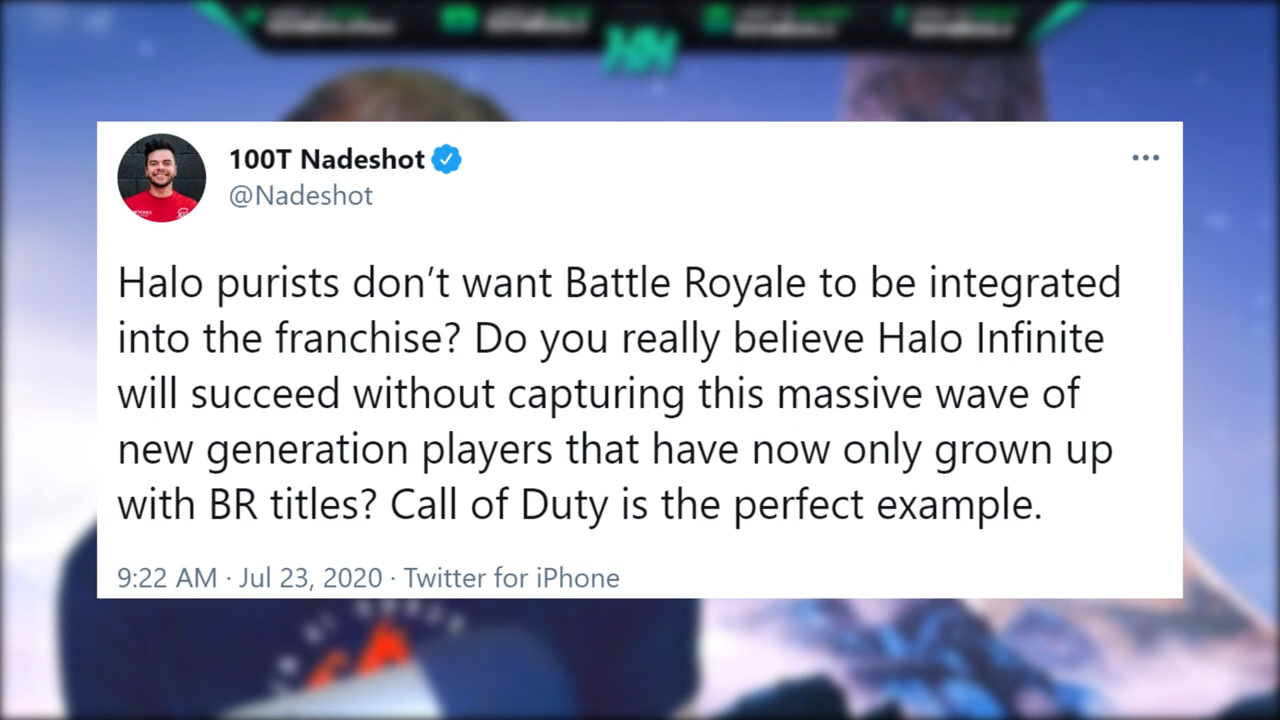 100T Nadeshot
@Nadeshot
Halo purists don’t want Battle Royale to be integrated
into the franchise? Do you really believe Halo Infinite
will succeed without capturing this massive wave of
new generation players that have now only grown up
with BR titles? Call of Duty is the perfect example.
9:22 AM · Jul 23, 2020 · Twitter for iPhone